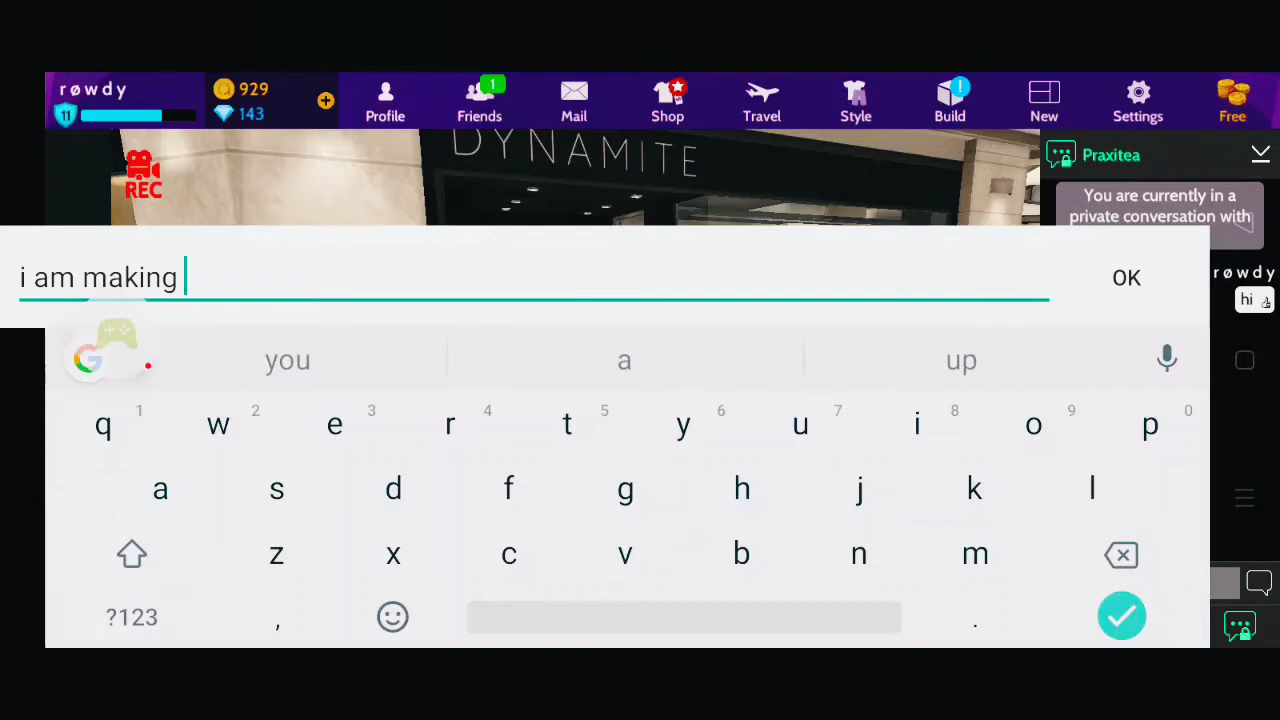 røwdy
11
929
143
Profile
1
Friends
Mail
Shop
Travel
Style
!
Build
New
Settings
Free
REC
DYNAMITE
Praxitea
You are currently in a
private conversation with
røwdy
hi
i am making
OK
you a up
q 1 w 2 e 3 r 4 t 5 y 6 u 7 i 8 o 9 p 0
a s d f g h j k l
z x c v b n m
?123 , .